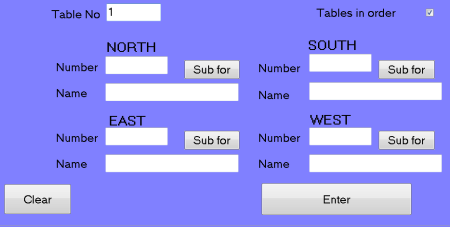 Table No 1 Tables in order
NORTH SOUTH
Number Sub for Number Sub for
Name Name
EAST WEST
Number Sub for Number Sub for
Name Name
Clear Enter